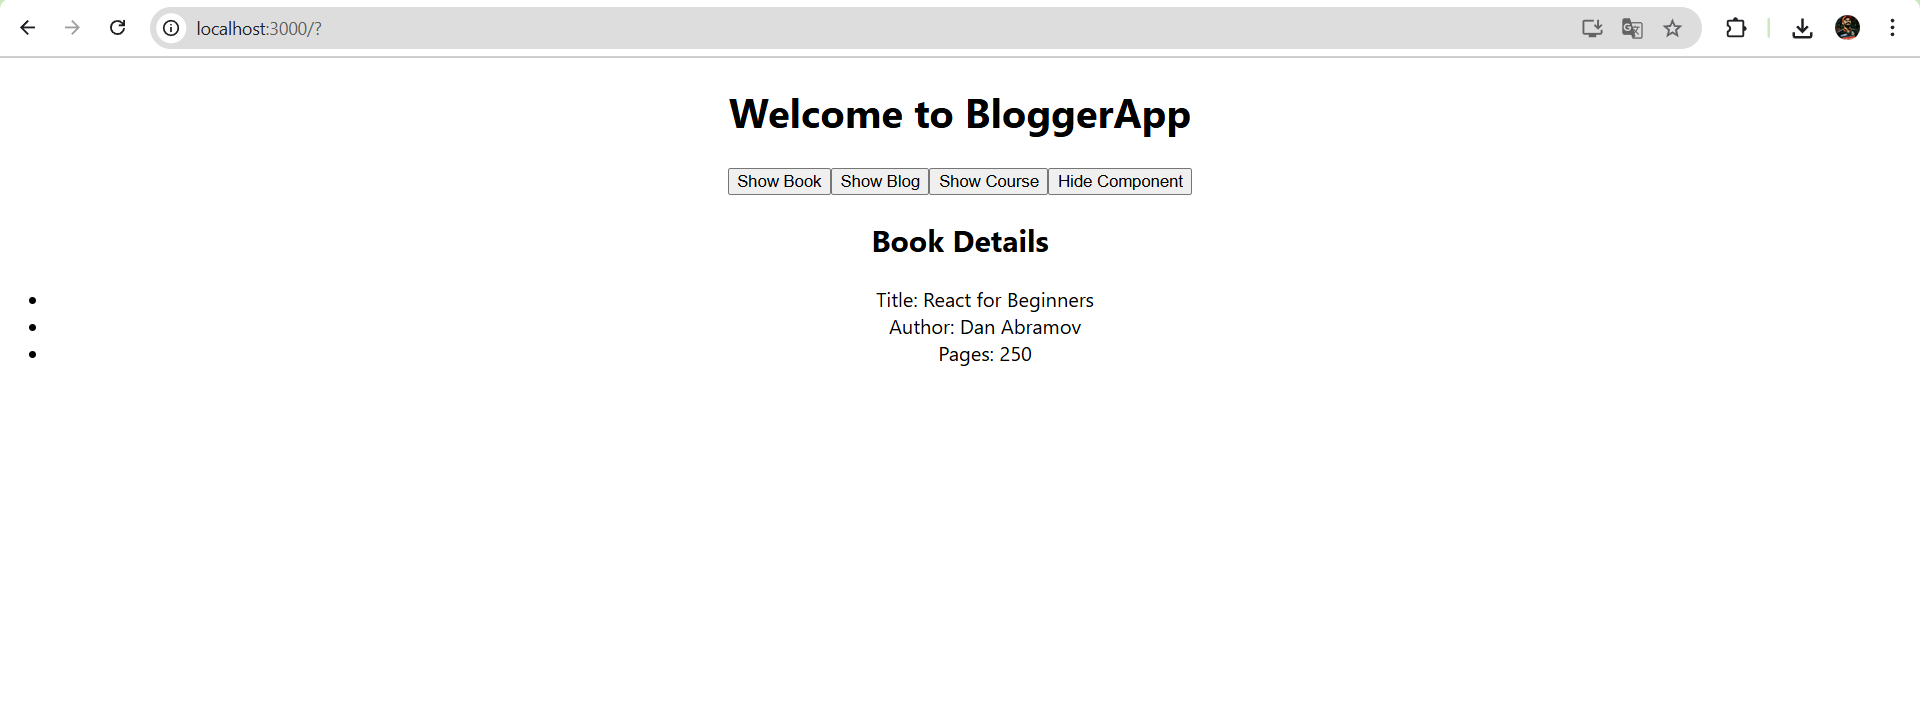 localhost:3000/?
Welcome to BloggerApp
Show Book Show Blog Show Course Hide Component
Book Details
Title: React for Beginners
Author: Dan Abramov
Pages: 250